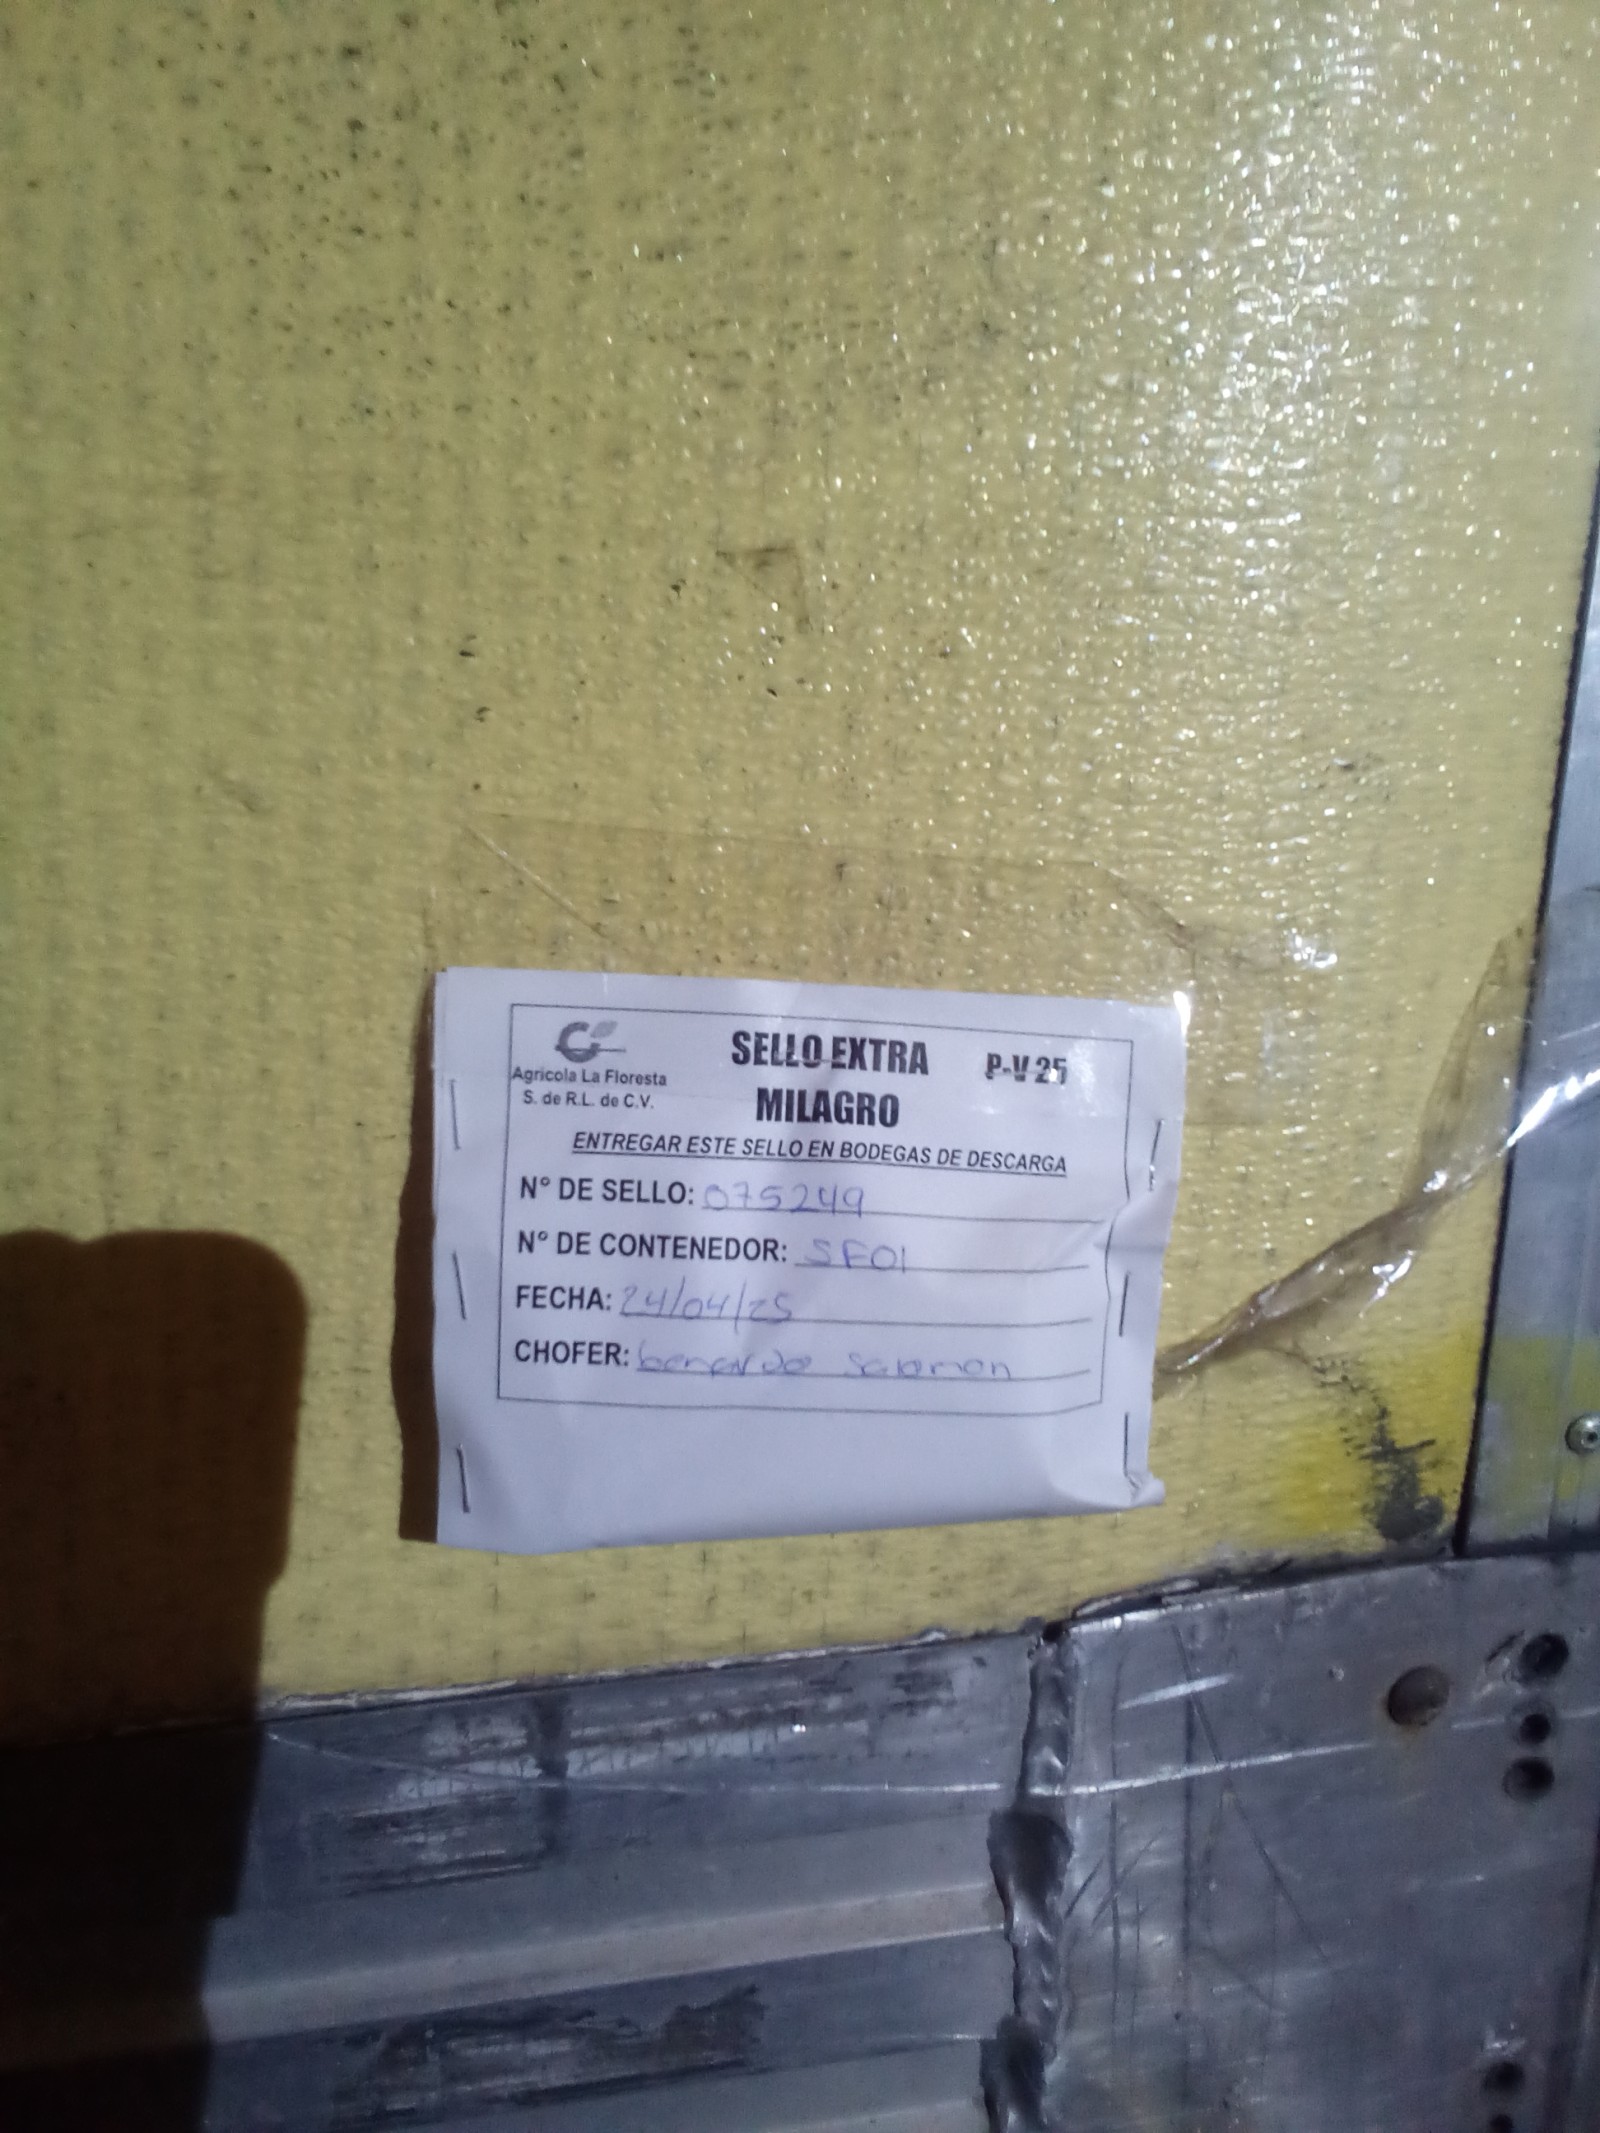 SELLO EXTRA P-V 25
Agricola La Floresta
S. de R.L. de C.V.
MILAGRO
ENTREGAR ESTE SELLO EN BODEGAS DE DESCARGA
N° DE SELLO: 075249
N° DE CONTENEDOR: SF01
FECHA: 24/04/25
CHOFER: Salomon